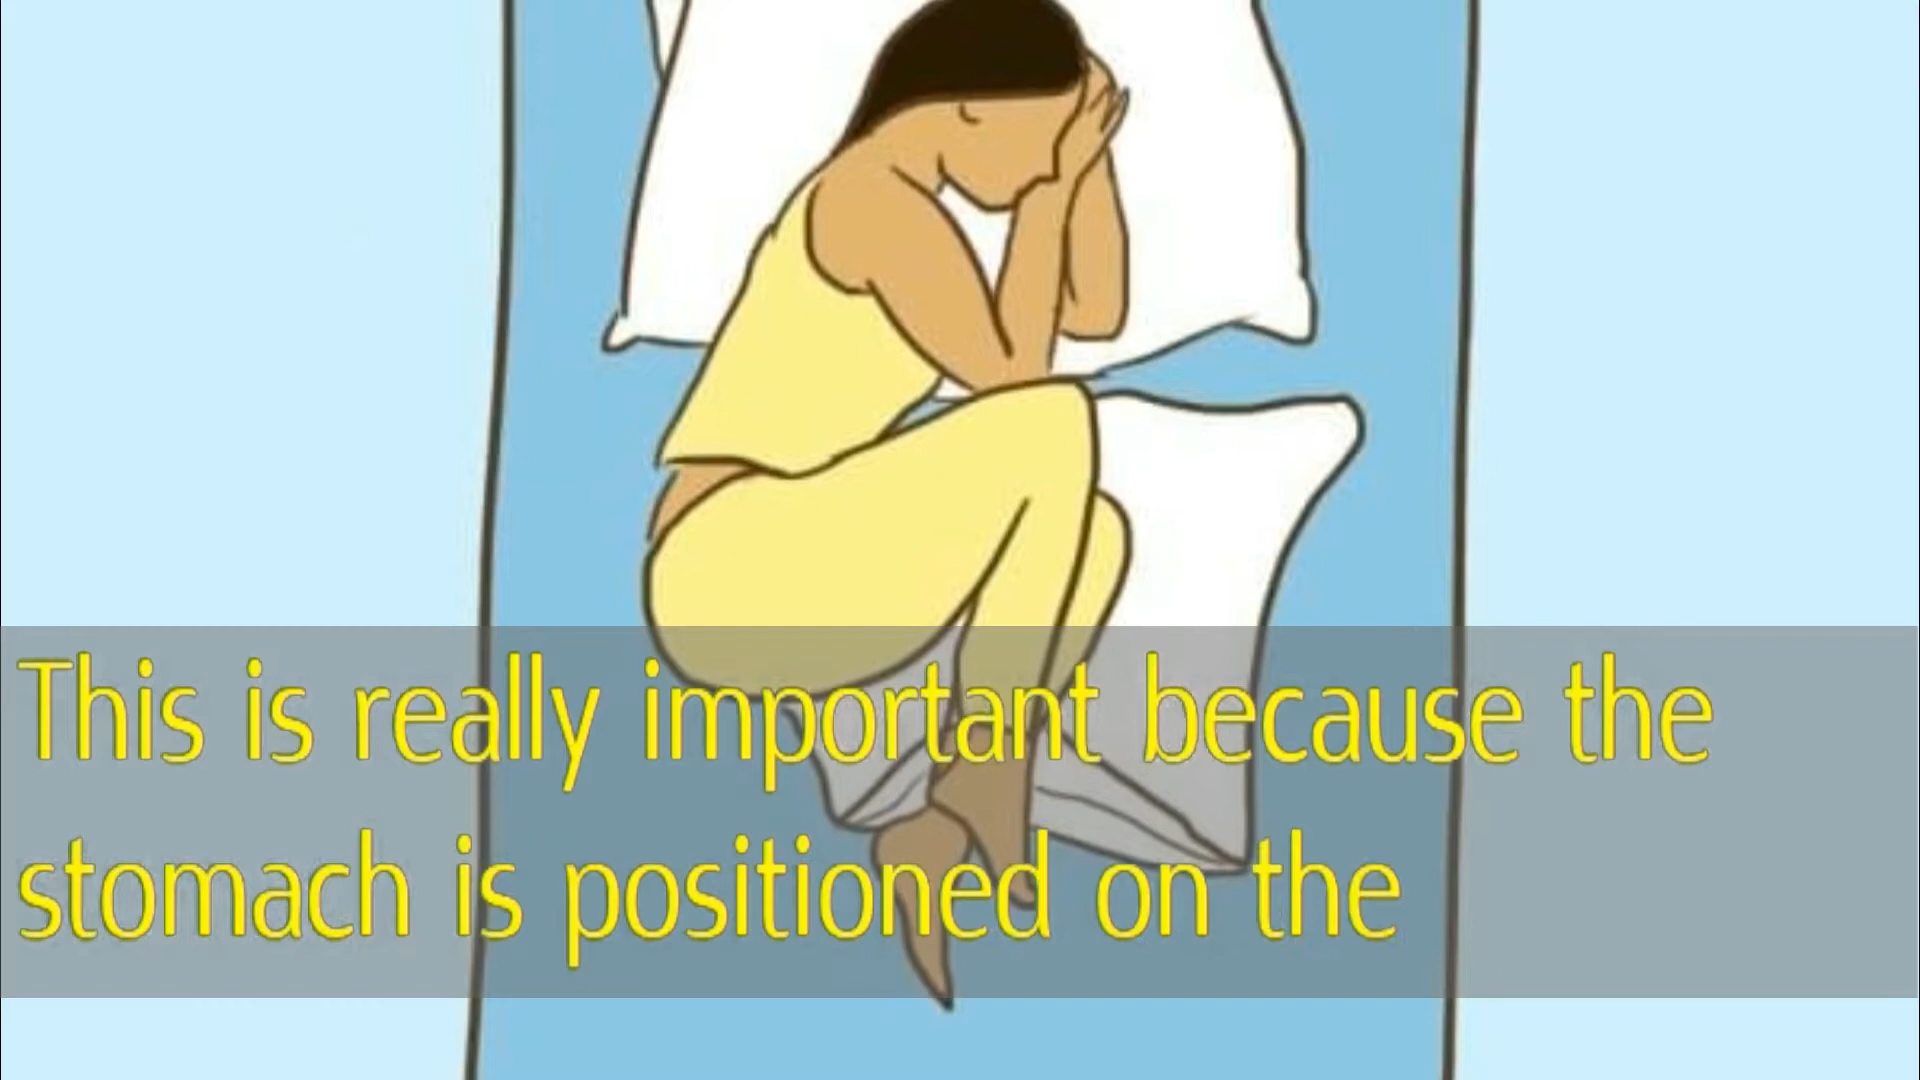 This is really important because the
stomach is positioned on the